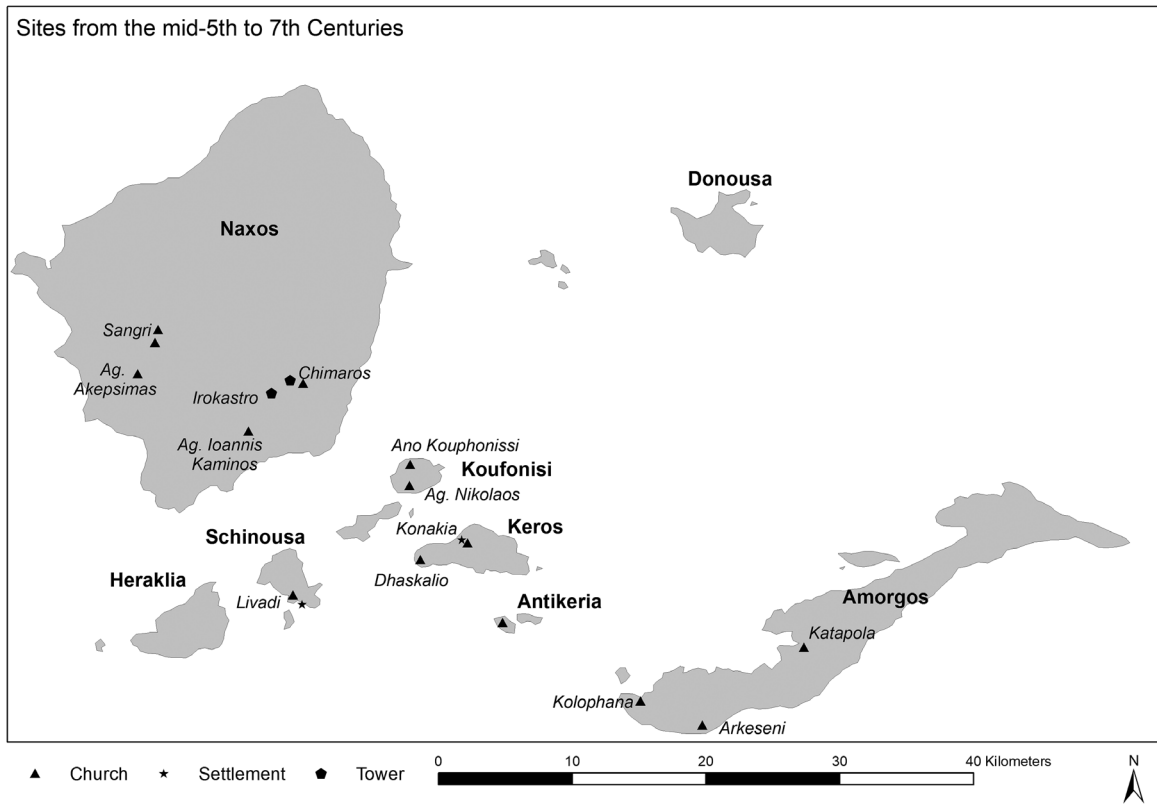 Sites from the mid-5th to 7th Centuries
Donousa
Naxos
Sangri
Ag.
Akepsimas
Chimaros
Irokastro
Ag. Ioannis
Kaminos
Ano Kouphonissi
Koufonisi
Ag. Nikolaos
Konakia
Keros
Schinousa
Dhaskalio
Heraklia
Livadi
Antikeria
Amorgos
Katapola
Kolophana
Arkeseni
Church Settlement Tower
0 10 20 30 40 Kilometers
N